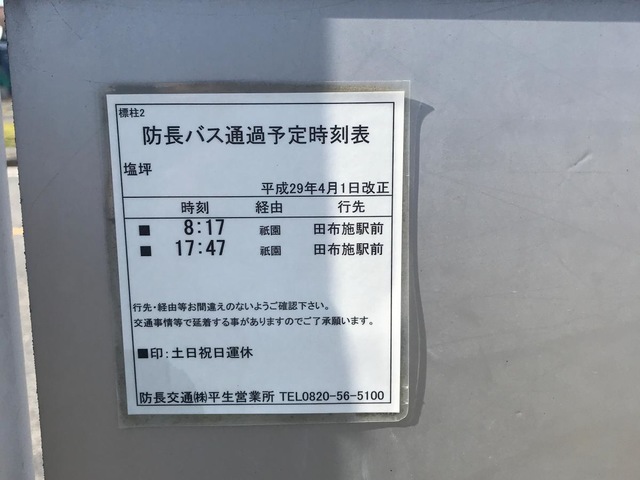 標柱2
防長バス通過予定時刻表
塩坪
平成29年4月1日改正
時刻 経由 行先
■ 8:17 祇園 田布施駅前
■ 17:47 祇園 田布施駅前
行先・経由等お間違えのないようご確認下さい。
交通事情等で延着する事がありますのでご了承願います。
■印：土日祝日運休
防長交通㈱平生営業所 TEL0820-56-5100